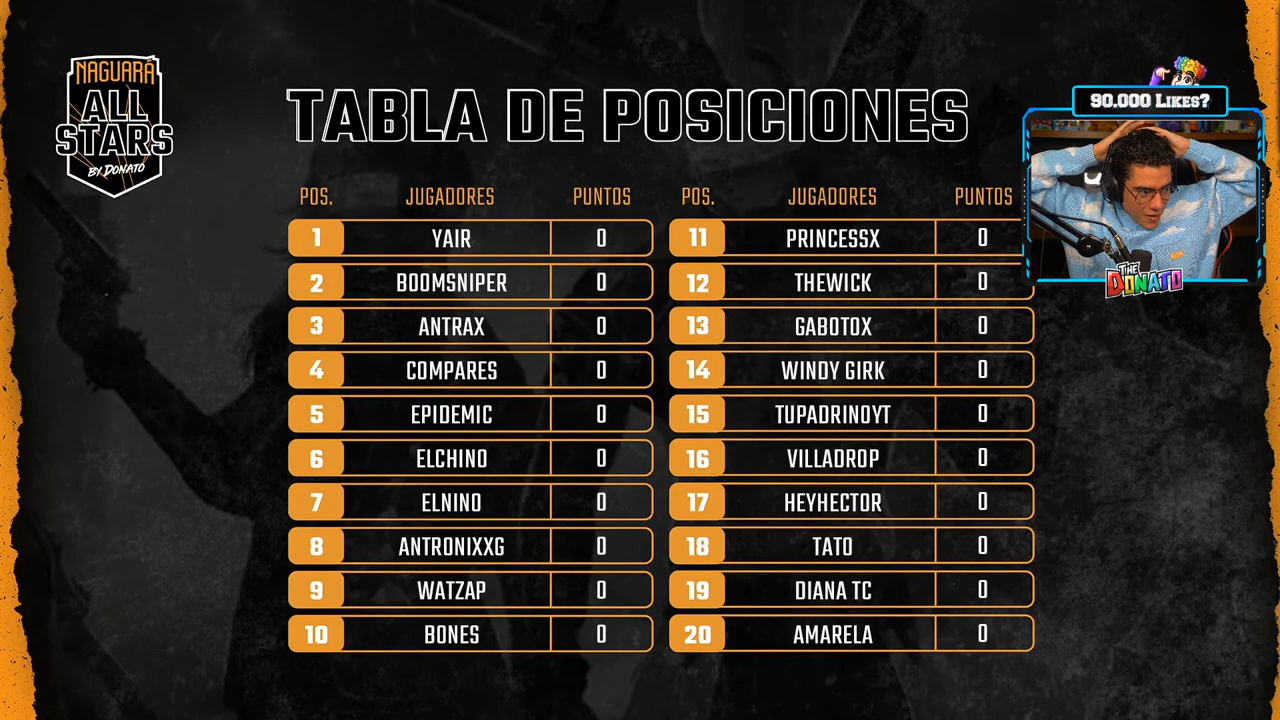 NAGUARÁ
ALL
STARS
BY DONATO
TABLA DE POSICIONES
90.000 LIKES?
THE
DONATO
POS. JUGADORES PUNTOS POS. JUGADORES PUNTOS
1 YAIR 0 11 PRINCESSX 0
2 BOOMSNIPER 0 12 THEWICK 0
3 ANTRAX 0 13 GABOTOX 0
4 COMPARES 0 14 WINDY GIRK 0
5 EPIDEMIC 0 15 TUPADRINOYT 0
6 ELCHINO 0 16 VILLADROP 0
7 ELNINO 0 17 HEYHECTOR 0
8 ANTRONIXXG 0 18 TATO 0
9 WATZAP 0 19 DIANA TC 0
10 BONES 0 20 AMARELA 0